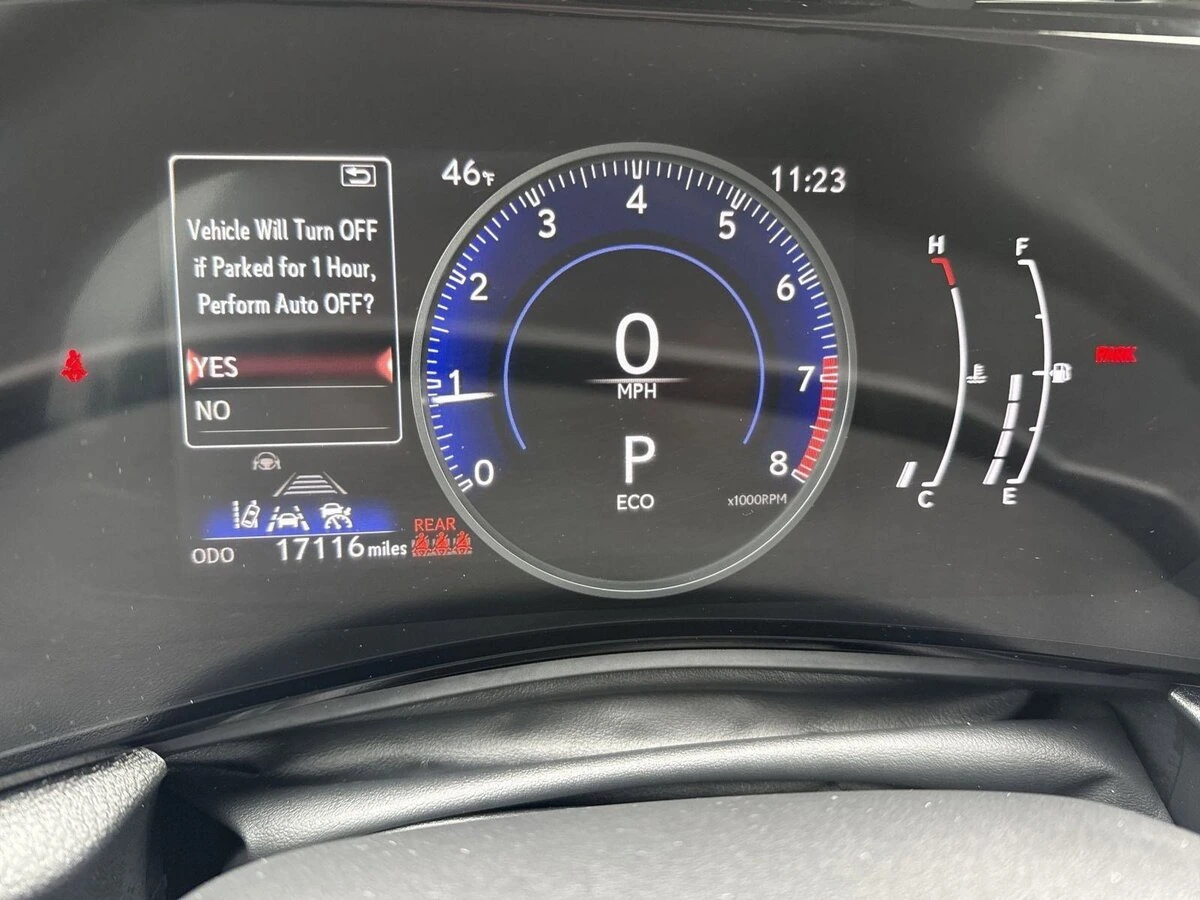 Vehicle Will Turn OFF
if Parked for 1 Hour,
Perform Auto OFF?
YES
NO
46°F
11:23
0
1
2
3
4
5
6
7
8
x1000RPM
0
MPH
P
ECO
H
C
F
E
PARK
ODO 17116 miles
REAR